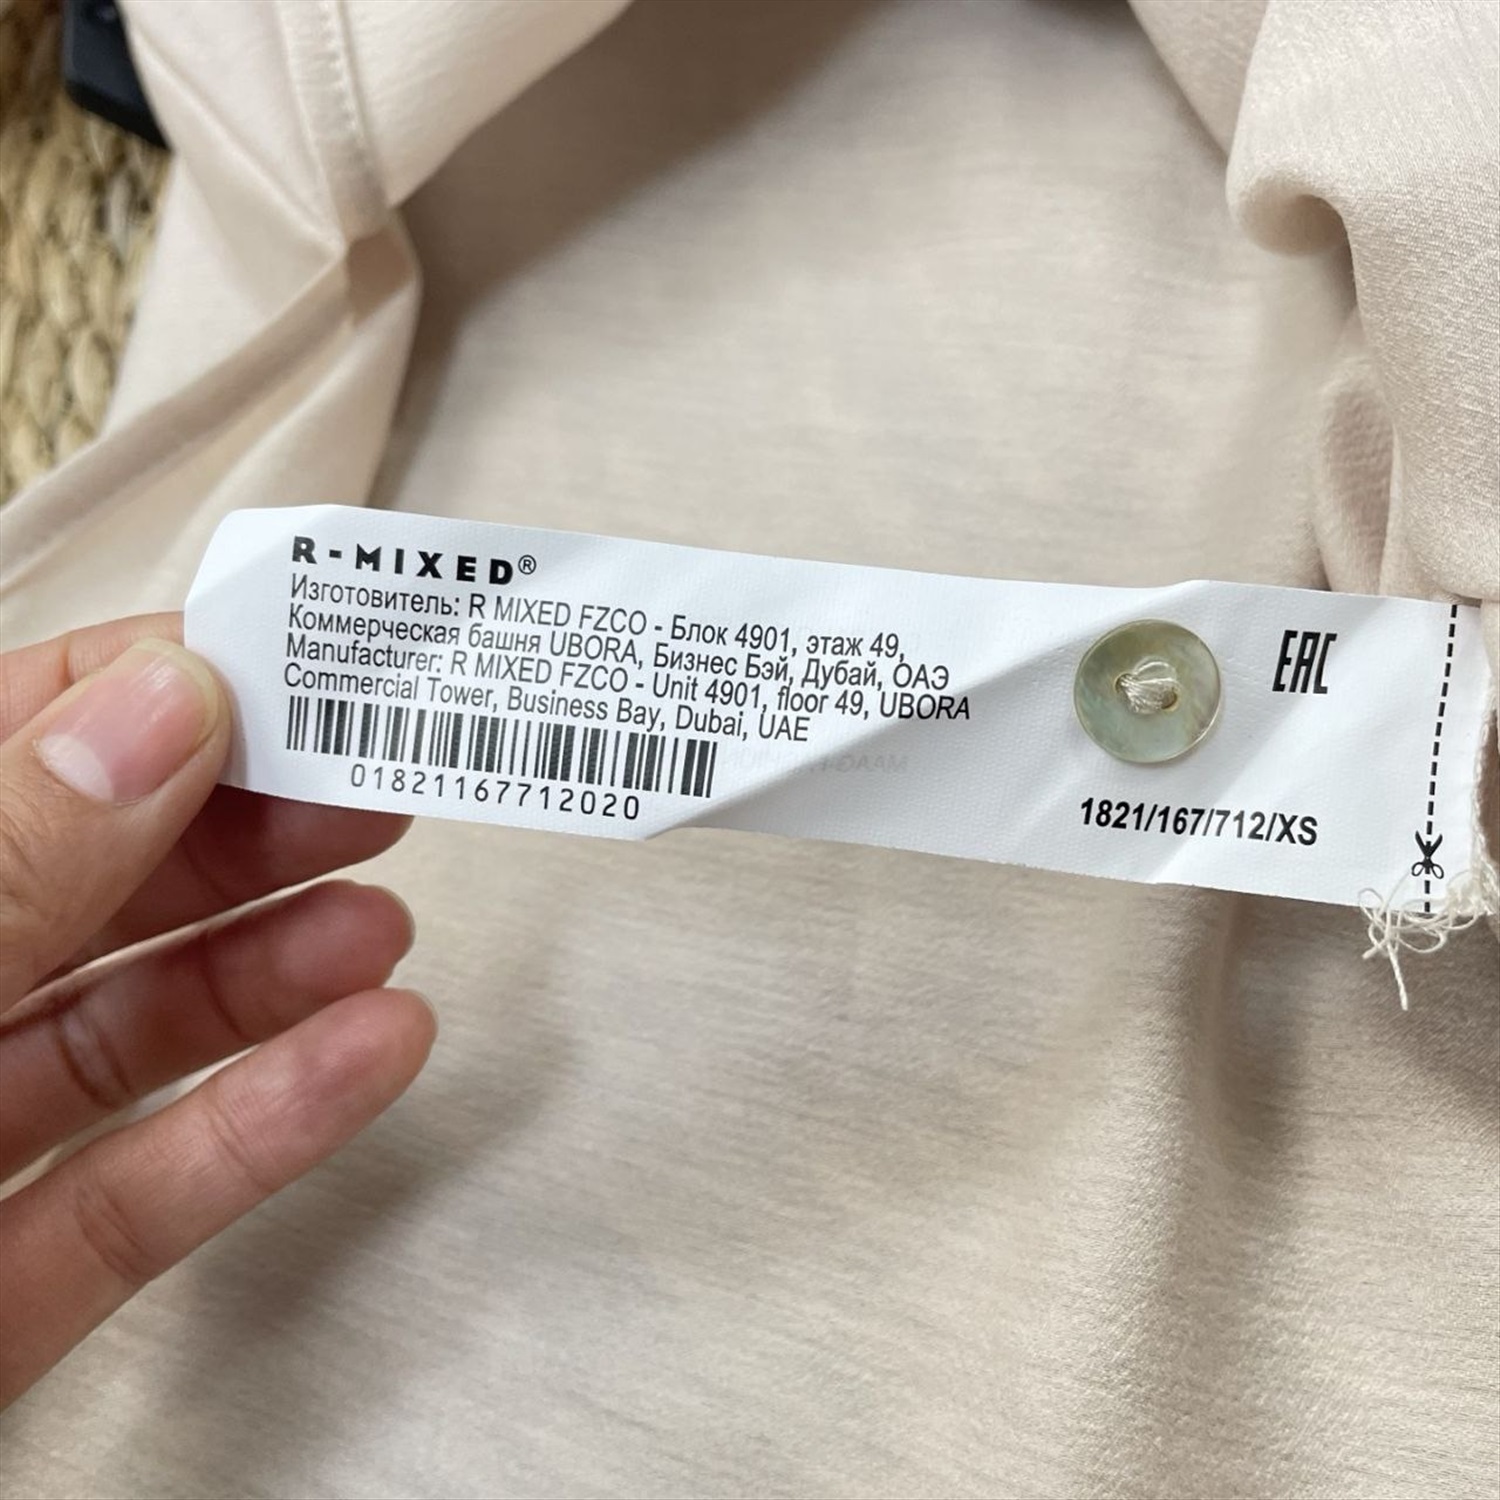 R-MIXED®
Изготовитель: R MIXED FZCO - Блок 4901, этаж 49,
Коммерческая башня UBORA, Бизнес Бэй, Дубай, ОАЭ
Manufacturer: R MIXED FZCO - Unit 4901, floor 49, UBORA
Commercial Tower, Business Bay, Dubai, UAE
01821167712020
EAC
1821/167/712/XS